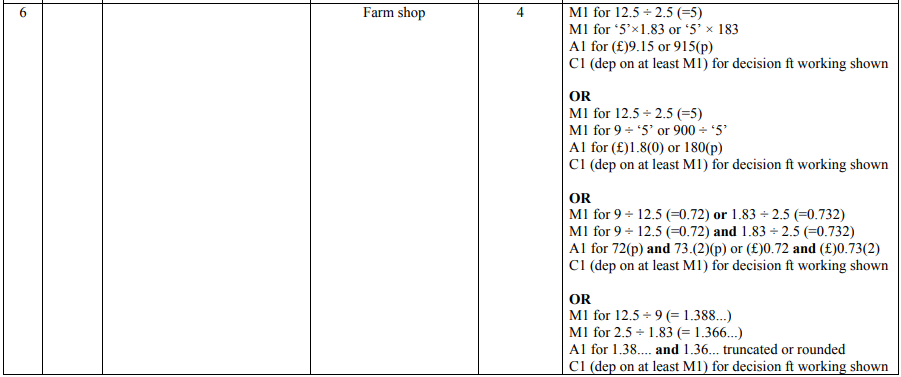 6 Farm shop 4 M1 for 12.5 ÷ 2.5 (=5)
M1 for ‘5’×1.83 or ‘5’ × 183
A1 for (£)9.15 or 915(p)
C1 (dep on at least M1) for decision ft working shown
OR
M1 for 12.5 ÷ 2.5 (=5)
M1 for 9 ÷ ‘5’ or 900 ÷ ‘5’
A1 for (£)1.8(0) or 180(p)
C1 (dep on at least M1) for decision ft working shown
OR
M1 for 9 ÷ 12.5 (=0.72) or 1.83 ÷ 2.5 (=0.732)
M1 for 9 ÷ 12.5 (=0.72) and 1.83 ÷ 2.5 (=0.732)
A1 for 72(p) and 73.(2)(p) or (£)0.72 and (£)0.73(2)
C1 (dep on at least M1) for decision ft working shown
OR
M1 for 12.5 ÷ 9 (= 1.388...)
M1 for 2.5 ÷ 1.83 (= 1.366...)
A1 for 1.38.... and 1.36... truncated or rounded
C1 (dep on at least M1) for decision ft working shown